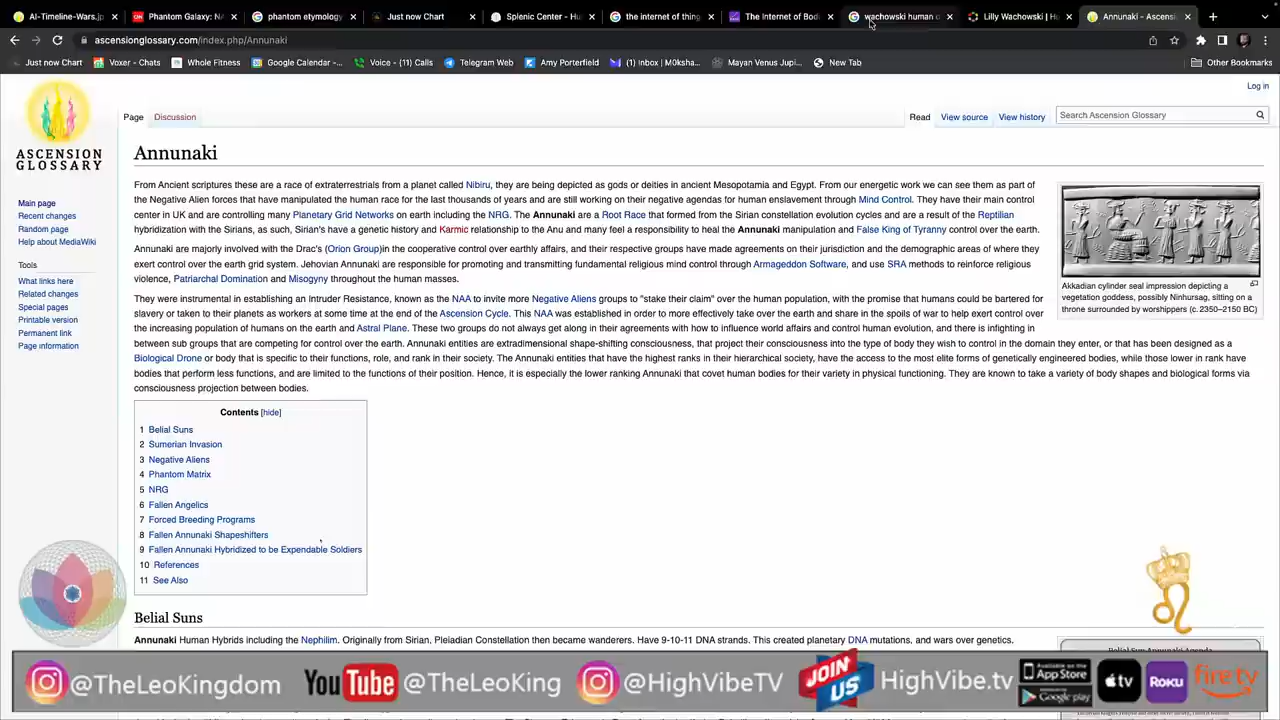 AI-Timeline-Wars.jp
Phantom Galaxy: NA
phantom etymology
Just now Chart
Splenic Center - Hu
the internet of thing
The Internet of Bodi
wachowski human o
Lilly Wachowski | Ho
Annunaki - Ascensi
ascensionglossary.com/index.php/Annunaki
Just now Chart
Voxer - Chats
Whole Fitness
Google Calendar -...
Voice - (11) Calls
Telegram Web
Amy Porterfield
(1) Inbox | M0ksha...
Mayan Venus Jupi...
New Tab
Other Bookmarks
Log in
Page
Discussion
Read
View source
View history
Search Ascension Glossary
ASCENSION
GLOSSARY
Main page
Recent changes
Random page
Help about MediaWiki
Tools
What links here
Related changes
Special pages
Printable version
Permanent link
Page information
Annunaki
From Ancient scriptures these are a race of extraterrestrials from a planet called Nibiru, they are being depicted as gods or deities in ancient Mesopotamia and Egypt. From our energetic work we can see them as part of
the Negative Alien forces that have manipulated the human race for the last thousands of years and are still working on their negative agendas for human enslavement through Mind Control. They have their main control
center in UK and are controlling many Planetary Grid Networks on earth including the NRG. The Annunaki are a Root Race that formed from the Sirian constellation evolution cycles and are a result of the Reptilian
hybridization with the Sirians, as such, Sirian's have a genetic history and Karmic relationship to the Anu and many feel a responsibility to heal the Annunaki manipulation and False King of Tyranny control over the earth.
Annunaki are majorly involved with the Drac's (Orion Group)in the cooperative control over earthly affairs, and their respective groups have made agreements on their jurisdiction and the demographic areas of where they
exert control over the earth grid system. Jehovian Annunaki are responsible for promoting and transmitting fundamental religious mind control through Armageddon Software, and use SRA methods to reinforce religious
violence, Patriarchal Domination and Misogyny throughout the human masses.
They were instrumental in establishing an Intruder Resistance, known as the NAA to invite more Negative Aliens groups to "stake their claim" over the human population, with the promise that humans could be bartered for
slavery or taken to their planets as workers at some time at the end of the Ascension Cycle. This NAA was established in order to more effectively take over the earth and share in the spoils of war to help exert control over
the increasing population of humans on the earth and Astral Plane. These two groups do not always get along in their agreements with how to influence world affairs and control human evolution, and there is infighting in
between sub groups that are competing for control over the earth. Annunaki entities are extradimensional shape-shifting consciousness, that project their consciousness into the type of body they wish to control in the domain they enter, or that has been designed as a
Biological Drone or body that is specific to their functions, role, and rank in their society. The Annunaki entities that have the highest ranks in their hierarchical society, have the access to the most elite forms of genetically engineered bodies, while those lower in rank have
bodies that perform less functions, and are limited to the functions of their position. Hence, it is especially the lower ranking Annunaki that covet human bodies for their variety in physical functioning. They are known to take a variety of body shapes and biological forms via
consciousness projection between bodies.
Akkadian cylinder seal impression depicting a
vegetation goddess, possibly Ninhursag, sitting on a
throne surrounded by worshippers (c.2350–2150 BC)
Contents [hide]
1 Belial Suns
2 Sumerian Invasion
3 Negative Aliens
4 Phantom Matrix
5 NRG
6 Fallen Angelics
7 Forced Breeding Programs
8 Fallen Annunaki Shapeshifters
9 Fallen Annunaki Hybridized to be Expendable Soldiers
10 References
11 See Also
Belial Suns
Annunaki Human Hybrids including the Nephilim. Originally from Sirian, Pleiadian Constellation then became wanderers. Have 9-10-11 DNA strands. This created planetary DNA mutations, and wars over genetics.
@TheLeoKingdom
YouTube @TheLeoKing
@HighVibeTV
JOIN US
HighVibe.tv
Available on the App Store
Google play
tv
Roku
fire tv